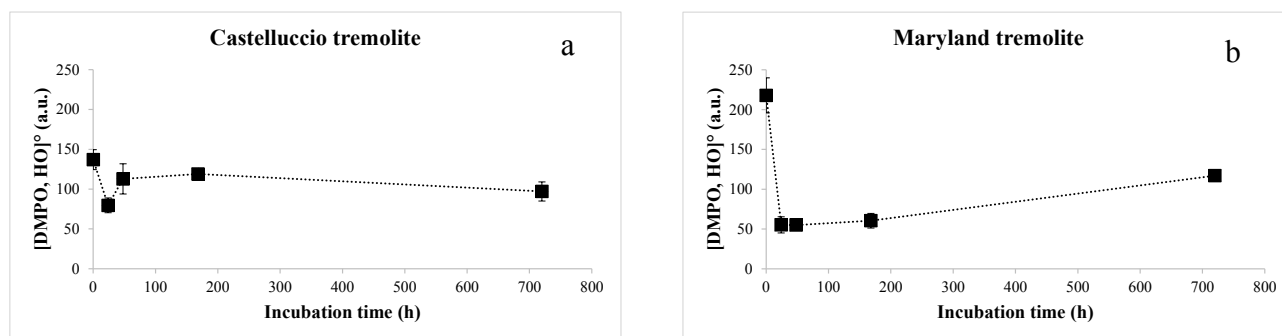 Castelluccio tremolite
a
250
200
150
100
50
0
[DMPO, HO]° (a.u.)
0 100 200 300 400 500 600 700 800
Incubation time (h)
Maryland tremolite
b
250
200
150
100
50
0
[DMPO, HO]° (a.u.)
0 100 200 300 400 500 600 700 800
Incubation time (h)